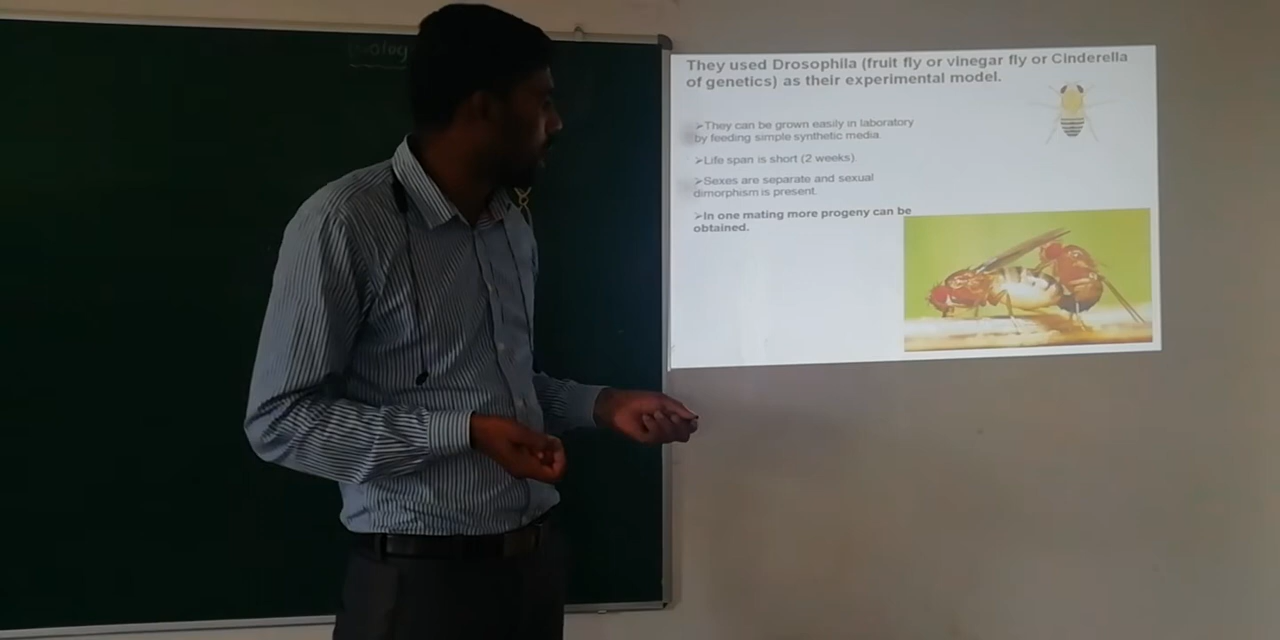 They used Drosophila (fruit fly or vinegar fly or Cinderella
of genetics) as their experimental model.
➢They can be grown easily in laboratory
by feeding simple synthetic media.
➢Life span is short (2 weeks).
➢Sexes are separate and sexual
dimorphism is present.
➢In one mating more progeny can be
obtained.